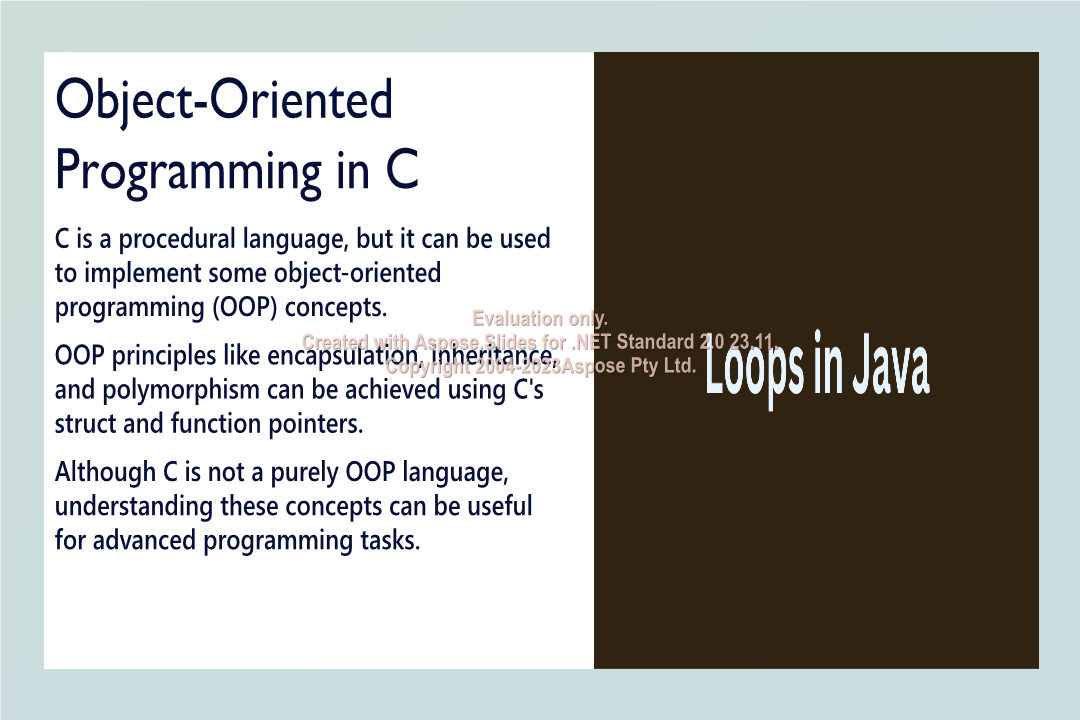 Object-Oriented
Programming in C
C is a procedural language, but it can be used
to implement some object-oriented
programming (OOP) concepts.
OOP principles like encapsulation, inheritance,
and polymorphism can be achieved using C's
struct and function pointers.
Although C is not a purely OOP language,
understanding these concepts can be useful
for advanced programming tasks.
Evaluation only.
Created with Aspose.Slides for .NET Standard 2.0 23.11.
Copyright 2004-2023Aspose Pty Ltd.
Loops in Java